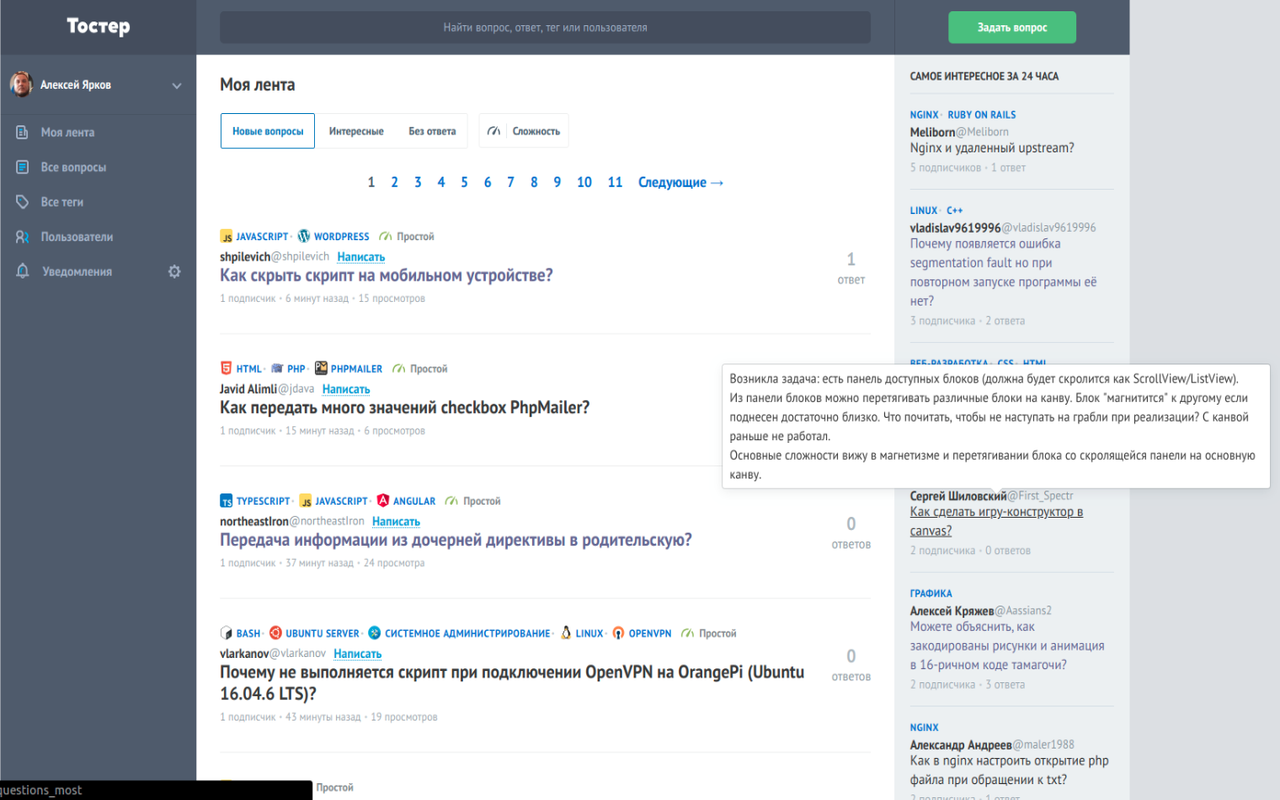 Тостер
Найти вопрос, ответ, тег или пользователя
Задать вопрос
Алексей Ярков
Моя лента
Все вопросы
Все теги
Пользователи
Уведомления
Моя лента
Новые вопросы Интересные Без ответа Сложность
1 2 3 4 5 6 7 8 9 10 11 Следующие →
JAVASCRIPT · WORDPRESS Простой
shpilevich@shpilevich Написать
Как скрыть скрипт на мобильном устройстве?
1 подписчик · 6 минут назад · 15 просмотров
1
ответ
HTML · PHP · PHPMAILER Простой
Javid Alimli@jdava Написать
Как передать много значений checkbox PhpMailer?
1 подписчик · 15 минут назад · 6 просмотров
TYPESCRIPT · JAVASCRIPT · ANGULAR Простой
northeastIron@northeastIron Написать
Передача информации из дочерней директивы в родительскую?
1 подписчик · 37 минут назад · 24 просмотра
0
ответов
BASH · UBUNTU SERVER · СИСТЕМНОЕ АДМИНИСТРИРОВАНИЕ · LINUX · OPENVPN Простой
vlarkanov@vlarkanov Написать
Почему не выполняется скрипт при подключении OpenVPN на OrangePi (Ubuntu
16.04.6 LTS)?
1 подписчик · 43 минуты назад · 19 просмотров
0
ответов
Простой
questions_most
САМОЕ ИНТЕРЕСНОЕ ЗА 24 ЧАСА
NGINX · RUBY ON RAILS
Meliborn@Meliborn
Nginx и удаленный upstream?
5 подписчиков · 1 ответ
LINUX · C++
vladislav9619996@vladislav9619996
Почему появляется ошибка
segmentation fault но при
повторном запуске программы её
нет?
3 подписчика · 2 ответа
ВЕБ-РАЗРАБОТКА · CSS · HTML
Возникла задача: есть панель доступных блоков (должна будет скролится как ScrollView/ListView).
Из панели блоков можно перетягивать различные блоки на канву. Блок "магнитится" к другому если
поднесен достаточно близко. Что почитать, чтобы не наступать на грабли при реализации? С канвой
раньше не работал.
Основные сложности вижу в магнетизме и перетягивании блока со скролящейся панели на основную
канву.
Сергей Шиловский@First_Spectr
Как сделать игру-конструктор в
canvas?
2 подписчика · 0 ответов
ГРАФИКА
Алексей Кряжев@Aassians2
Можете объяснить, как
закодированы рисунки и анимация
в 16-ричном коде тамагочи?
2 подписчика · 3 ответа
NGINX
Александр Андреев@maler1988
Как в nginx настроить открытие php
файла при обращении к txt?
2 подписчика · 1 ответ